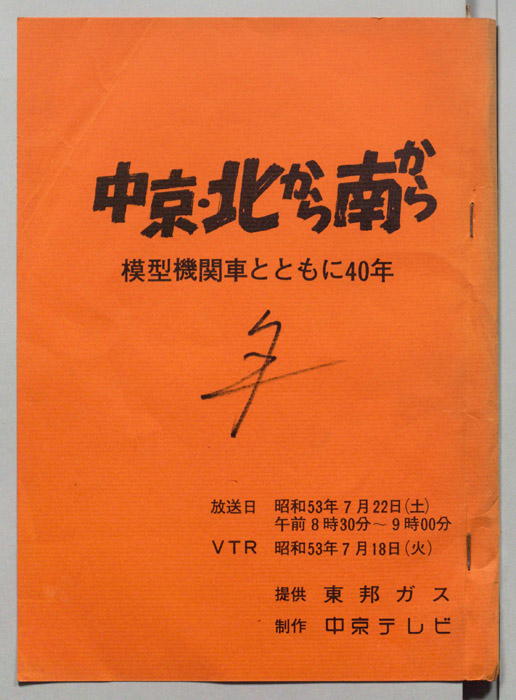 中京・北から南から
模型機関車とともに40年
放送日 昭和53年7月22日(土)
午前8時30分～9時00分
VTR 昭和53年7月18日(火)
提供 東邦ガス
制作 中京テレビ